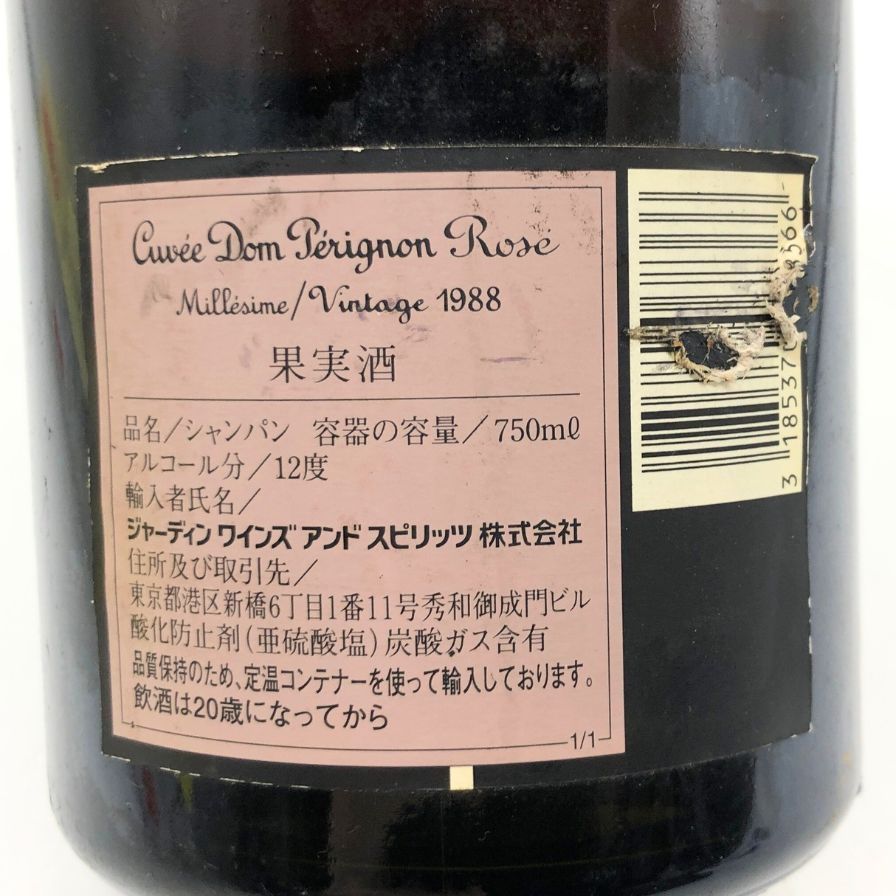 Cuvée Dom Pérignon Rosé
Millésime/Vintage 1988
果実酒
品名/シャンパン 容器の容量/750mℓ
アルコール分/12度
輸入者氏名/
ジャーディン ワインズ アンド スピリッツ 株式会社
住所及び取引先/
東京都港区新橋6丁目1番11号秀和御成門ビル
酸化防止剤(亜硫酸塩)炭酸ガス含有
品質保持のため、定温コンテナーを使って輸入しております。
飲酒は20歳になってから
1/1
3 185370